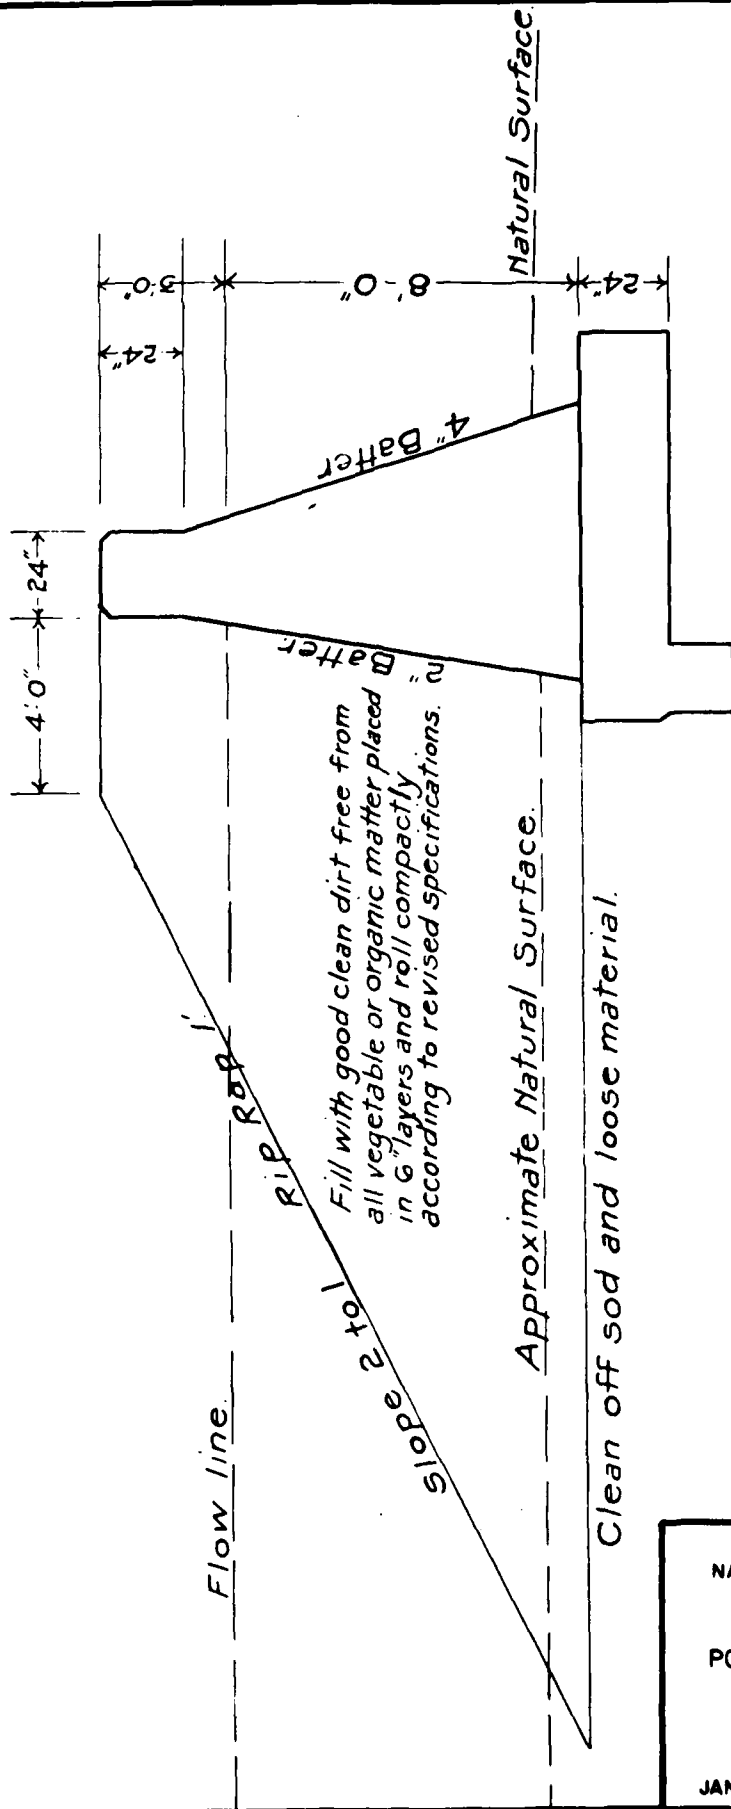 Natural Surface.
24"
3'0"
8'-0"
24"
4'-0"
24"
4" Batter
2" Batter.
Flow line.
Rip Rap 1'
Slope 2 to 1
Fill with good clean dirt free from
all vegetable or organic matter placed
in 6" layers and roll compactly
according to revised specifications.
Approximate Natural Surface.
Clean off sod and loose material.